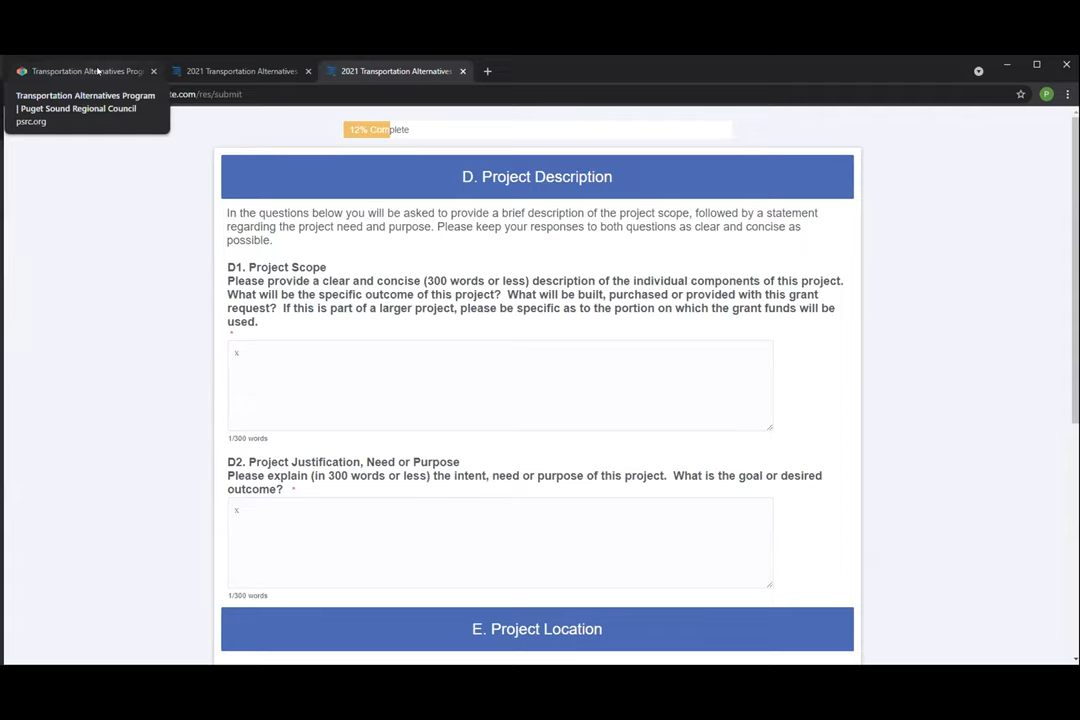 Transportation Alternatives Prog
2021 Transportation Alternatives
2021 Transportation Alternatives
Transportation Alternatives Program
| Puget Sound Regional Council
psrc.org
te.com/res/submit
P
12% Complete
D. Project Description
In the questions below you will be asked to provide a brief description of the project scope, followed by a statement
regarding the project need and purpose. Please keep your responses to both questions as clear and concise as
possible.
D1. Project Scope
Please provide a clear and concise (300 words or less) description of the individual components of this project.
What will be the specific outcome of this project? What will be built, purchased or provided with this grant
request? If this is part of a larger project, please be specific as to the portion on which the grant funds will be
used.
*
x
1/300 words
D2. Project Justification, Need or Purpose
Please explain (in 300 words or less) the intent, need or purpose of this project. What is the goal or desired
outcome? *
x
1/300 words
E. Project Location